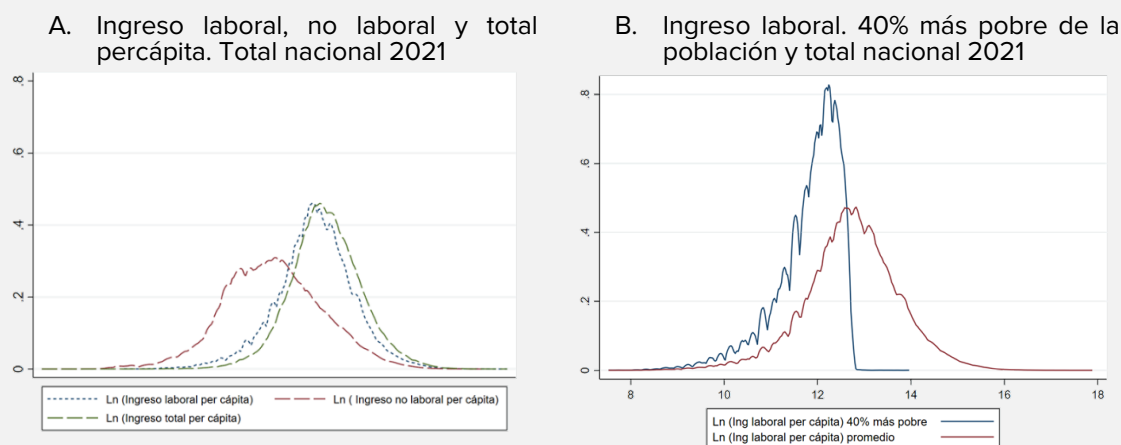 A. Ingreso laboral, no laboral y total
percápita. Total nacional 2021
B. Ingreso laboral. 40% más pobre de la
población y total nacional 2021
.8
.6
.4
.2
0
Ln (Ingreso laboral per cápita)
Ln ( Ingreso no laboral per cápita)
Ln (Ingreso total per cápita)
.8
.6
.4
.2
0
8 10 12 14 16 18
Ln (Ing laboral per cápita) 40% más pobre
Ln (Ing laboral per cápita) promedio